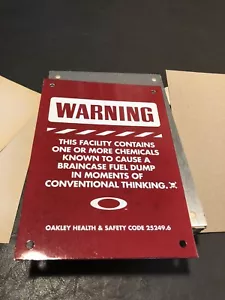 WARNING
THIS FACILITY CONTAINS
ONE OR MORE CHEMICALS
KNOWN TO CAUSE A
BRAINCASE FUEL DUMP
IN MOMENTS OF
CONVENTIONAL THINKING.
OAKLEY HEALTH & SAFETY CODE 25249.6